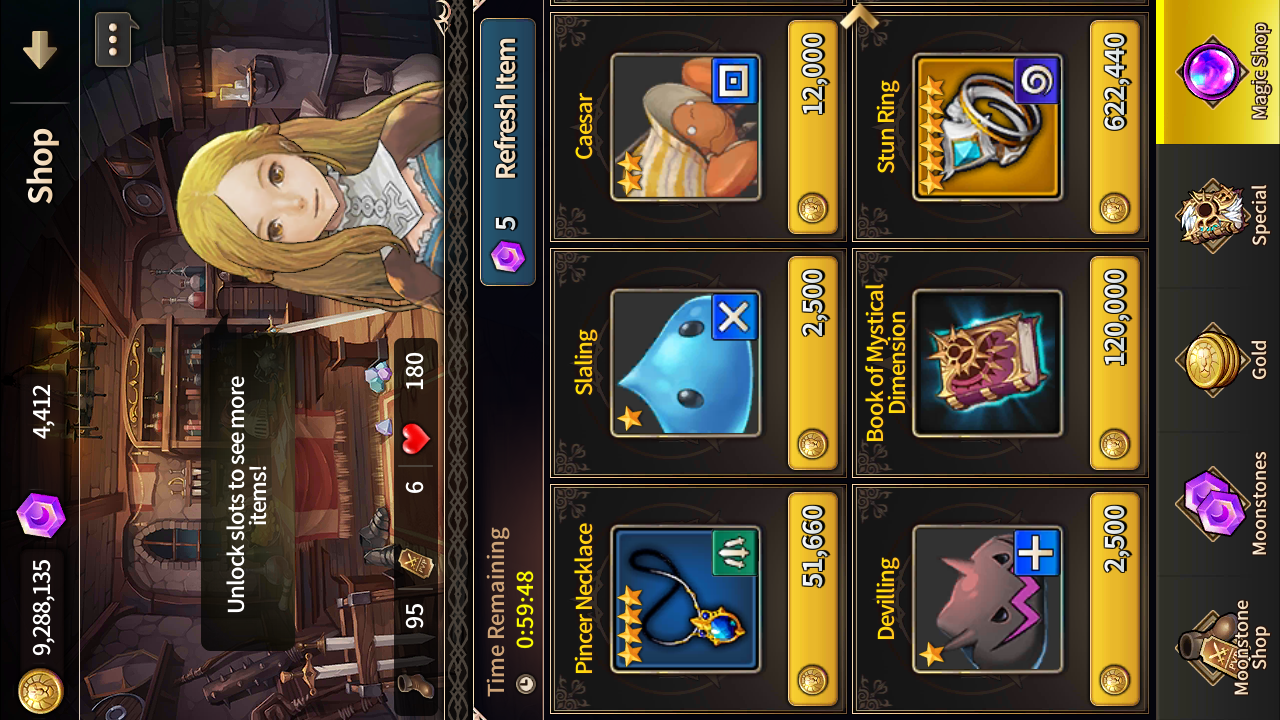 Shop
9,288,135
4,412
Unlock slots to see more
items!
95
6
180
Time Remaining
0:59:48
5
Refresh Item
Pincer Necklace
51,660
Slaling
2,500
Caesar
12,000
Devilling
2,500
Book of Mystical
Dimension
120,000
Stun Ring
622,440
Moonstone
Shop
Moonstones
Gold
Special
Magic Shop